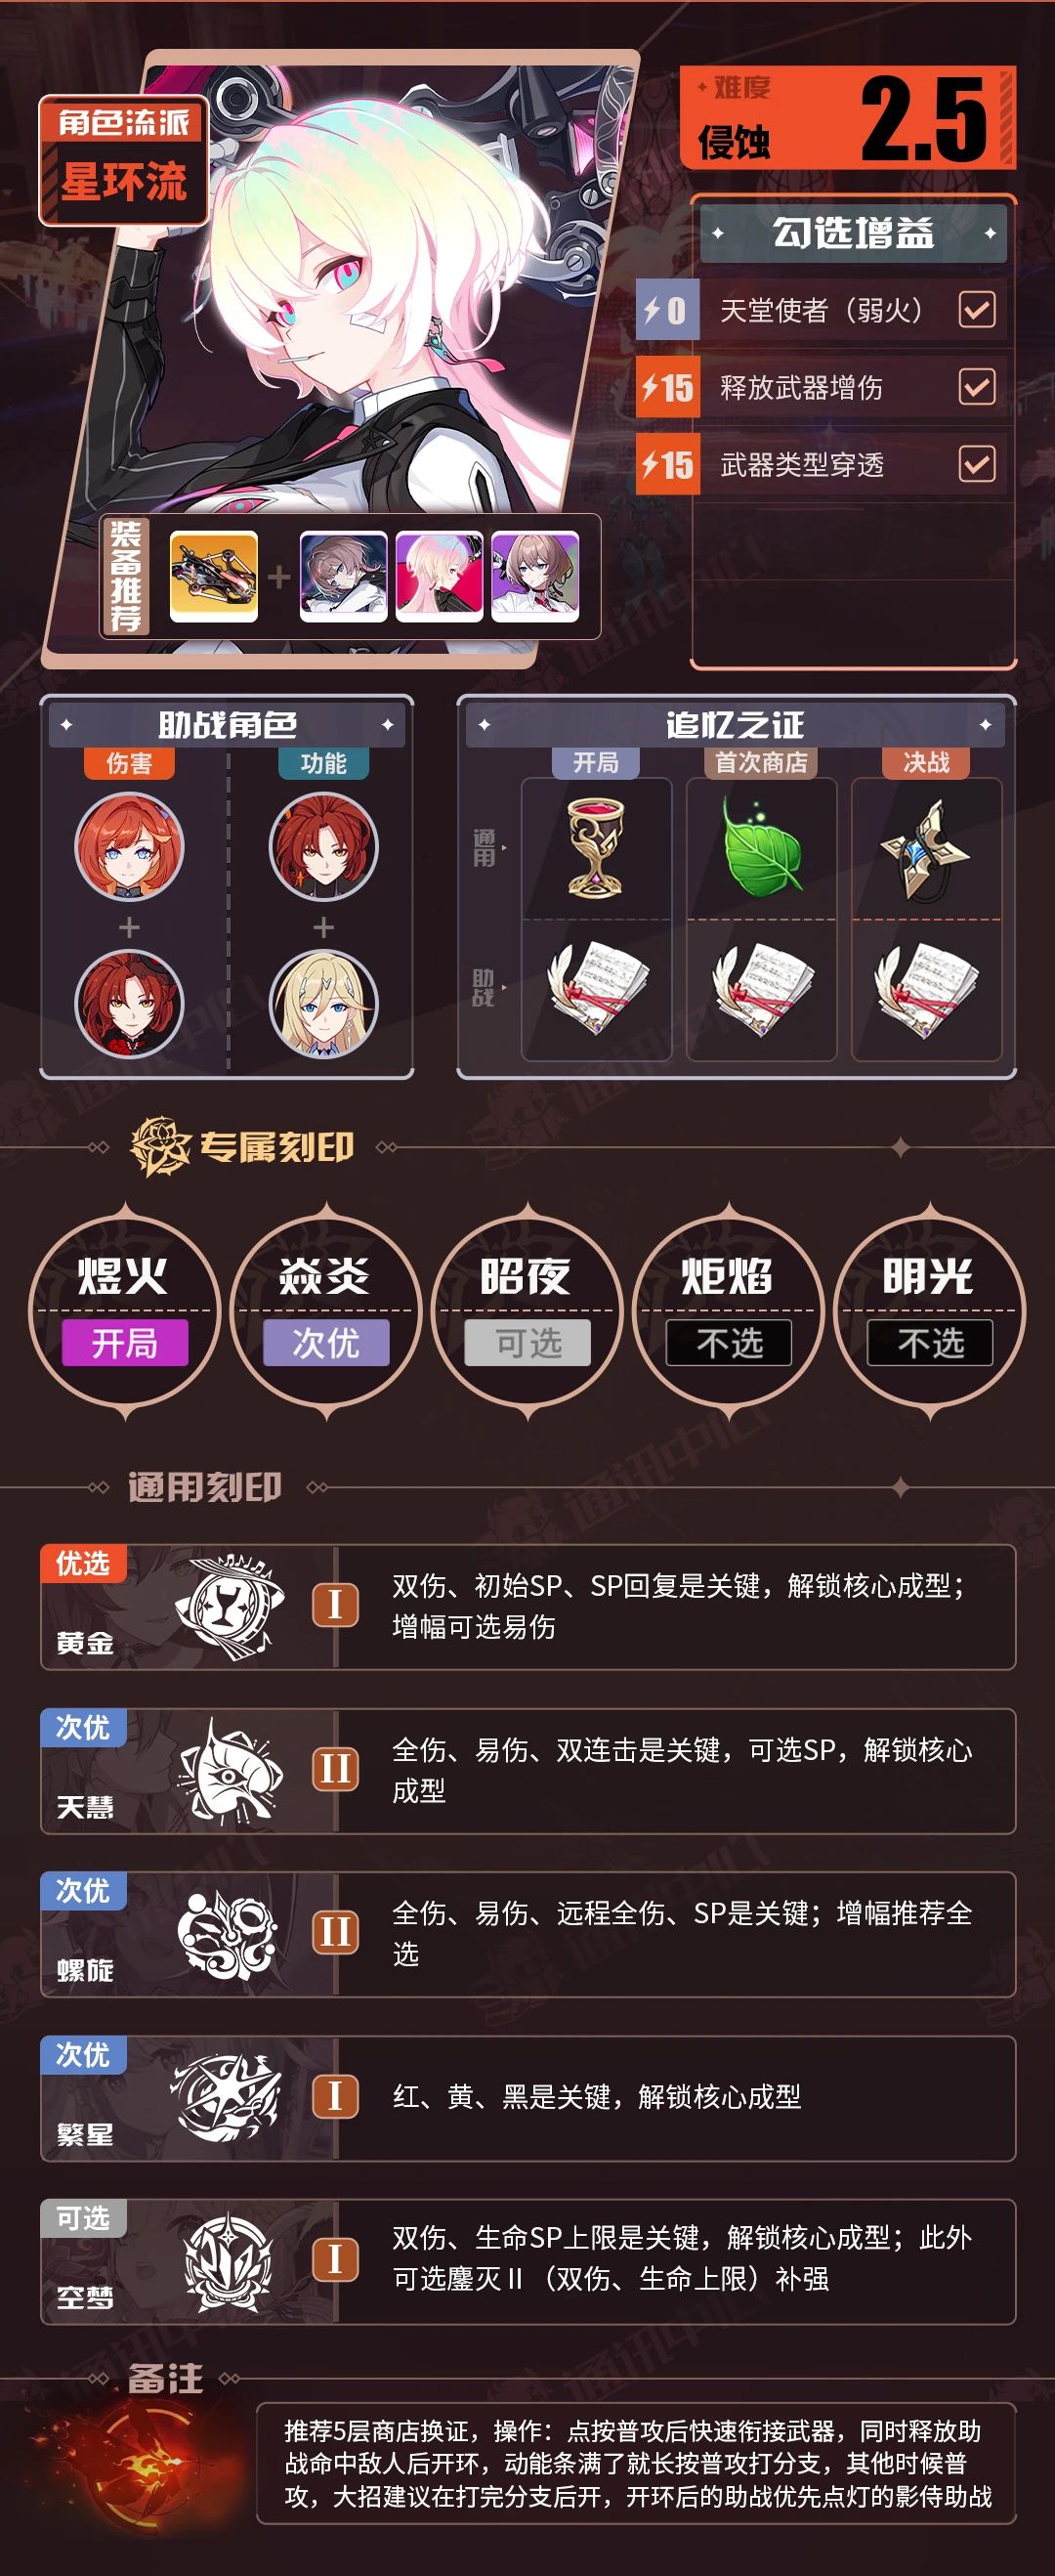 角色流派
星环流
难度
侵蚀
2.5
勾选增益
0 天堂使者（弱火）
15 释放武器增伤
15 武器类型穿透
装备推荐
助战角色
伤害 功能
追忆之证
开局 首次商店 决战
通用
助战
专属刻印
煜火 焱炎 昭夜 炬焰 明光
开局 次优 可选 不选 不选
通用刻印
优选
黄金
I
双伤、初始SP、SP回复是关键，解锁核心成型；
增幅可选易伤
次优
天慧
II
全伤、易伤、双连击是关键，可选SP，解锁核心
成型
次优
螺旋
II
全伤、易伤、远程全伤、SP是关键；增幅推荐全
选
次优
繁星
I
红、黄、黑是关键，解锁核心成型
可选
空梦
I
双伤、生命SP上限是关键，解锁核心成型；此外
可选鏖灭Ⅱ（双伤、生命上限）补强
备注
推荐5层商店换证，操作：点按普攻后快速衔接武器，同时释放助
战命中敌人后开环，动能条满了就长按普攻打分支，其他时候普
攻，大招建议在打完分支后开，开环后的助战优先点灯的影侍助战